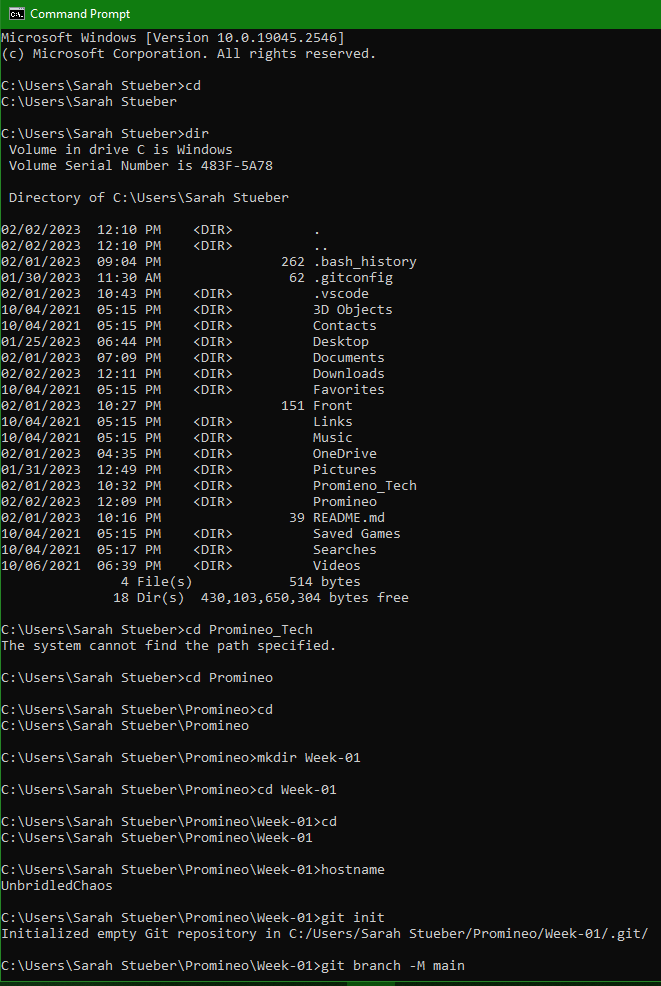 Command Prompt
Microsoft Windows [Version 10.0.19045.2546]
(c) Microsoft Corporation. All rights reserved.
C:\Users\Sarah Stueber>cd
C:\Users\Sarah Stueber
C:\Users\Sarah Stueber>dir
Volume in drive C is Windows
Volume Serial Number is 483F-5A78
Directory of C:\Users\Sarah Stueber
02/02/2023  12:10 PM    <DIR>          .
02/02/2023  12:10 PM    <DIR>          ..
02/01/2023  09:04 PM               262 .bash_history
01/30/2023  11:30 AM                62 .gitconfig
02/01/2023  10:43 PM    <DIR>          .vscode
10/04/2021  05:15 PM    <DIR>          3D Objects
10/04/2021  05:15 PM    <DIR>          Contacts
01/25/2023  06:44 PM    <DIR>          Desktop
02/01/2023  07:09 PM    <DIR>          Documents
02/02/2023  12:11 PM    <DIR>          Downloads
10/04/2021  05:15 PM    <DIR>          Favorites
02/01/2023  10:27 PM               151 Front
10/04/2021  05:15 PM    <DIR>          Links
10/04/2021  05:15 PM    <DIR>          Music
02/01/2023  04:35 PM    <DIR>          OneDrive
01/31/2023  12:49 PM    <DIR>          Pictures
02/01/2023  10:32 PM    <DIR>          Promieno_Tech
02/02/2023  12:09 PM    <DIR>          Promineo
02/01/2023  10:16 PM                39 README.md
10/04/2021  05:15 PM    <DIR>          Saved Games
10/04/2021  05:17 PM    <DIR>          Searches
10/06/2021  06:39 PM    <DIR>          Videos
4 File(s)            514 bytes
18 Dir(s)  430,103,650,304 bytes free
C:\Users\Sarah Stueber>cd Promineo_Tech
The system cannot find the path specified.
C:\Users\Sarah Stueber>cd Promineo
C:\Users\Sarah Stueber\Promineo>cd
C:\Users\Sarah Stueber\Promineo
C:\Users\Sarah Stueber\Promineo>mkdir Week-01
C:\Users\Sarah Stueber\Promineo>cd Week-01
C:\Users\Sarah Stueber\Promineo\Week-01>cd
C:\Users\Sarah Stueber\Promineo\Week-01
C:\Users\Sarah Stueber\Promineo\Week-01>hostname
UnbridledChaos
C:\Users\Sarah Stueber\Promineo\Week-01>git init
Initialized empty Git repository in C:/Users/Sarah Stueber/Promineo/Week-01/.git/
C:\Users\Sarah Stueber\Promineo\Week-01>git branch -M main